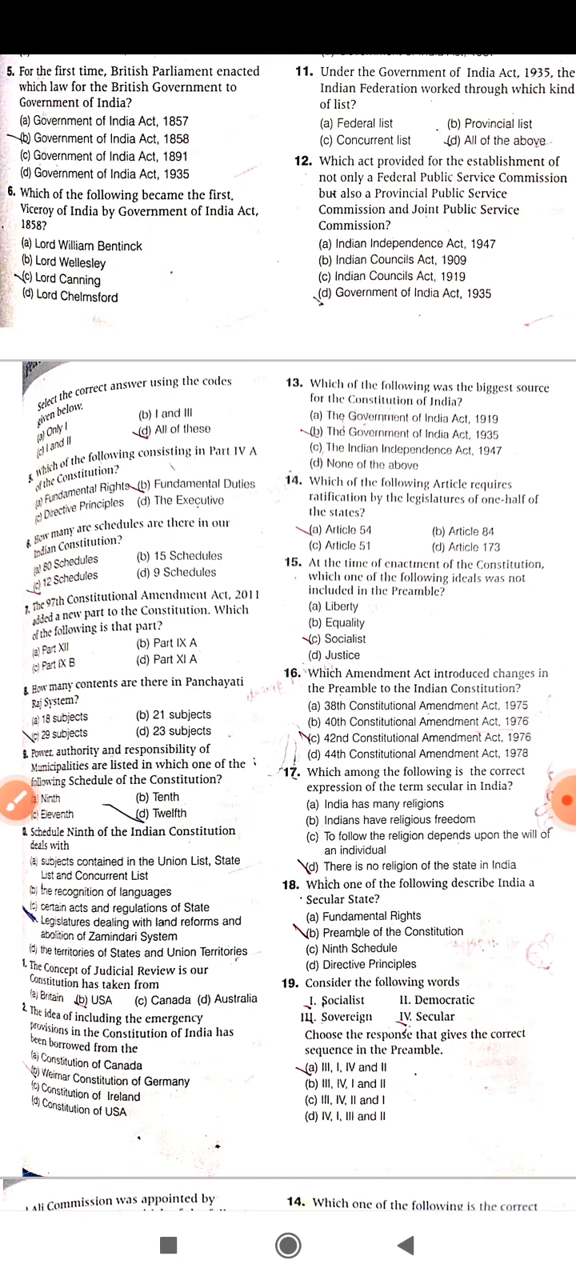 5. For the first time, British Parliament enacted
which law for the British Government to
Government of India?
(a) Government of India Act, 1857
(b) Government of India Act, 1858
(c) Government of India Act, 1891
(d) Government of India Act, 1935
6. Which of the following became the first
Viceroy of India by Government of India Act,
1858?
(a) Lord William Bentinck
(b) Lord Wellesley
(c) Lord Canning
(d) Lord Chelmsford
11. Under the Government of India Act, 1935, the
Indian Federation worked through which kind
of list?
(a) Federal list (b) Provincial list
(c) Concurrent list (d) All of the above
12. Which act provided for the establishment of
not only a Federal Public Service Commission
but also a Provincial Public Service
Commission and Joint Public Service
Commission?
(a) Indian Independence Act, 1947
(b) Indian Councils Act, 1909
(c) Indian Councils Act, 1919
(d) Government of India Act, 1935
Select the correct answer using the codes
given below.
(a) Only I (b) I and III
(c) I and II (d) All of these
5. Which of the following consisting in Part IV A
of the Constitution?
(a) Fundamental Rights (b) Fundamental Duties
(c) Directive Principles (d) The Executive
6. How many are schedules are there in our
Indian Constitution?
(a) 80 Schedules (b) 15 Schedules
(c) 12 Schedules (d) 9 Schedules
7. The 97th Constitutional Amendment Act, 2011
added a new part to the Constitution. Which
of the following is that part?
(a) Part XII (b) Part IX A
(c) Part IX B (d) Part XI A
8. How many contents are there in Panchayati
Raj System?
(a) 18 subjects (b) 21 subjects
(c) 29 subjects (d) 23 subjects
9. Power, authority and responsibility of
Municipalities are listed in which one of the
following Schedule of the Constitution?
(a) Ninth (b) Tenth
(c) Eleventh (d) Twelfth
Schedule Ninth of the Indian Constitution
deals with
(a) subjects contained in the Union List, State
List and Concurrent List
(b) the recognition of languages
(c) certain acts and regulations of State
Legislatures dealing with land reforms and
abolition of Zamindari System
(d) the territories of States and Union Territories
1. The Concept of Judicial Review is our
Constitution has taken from
(a) Britain (b) USA (c) Canada (d) Australia
2. The idea of including the emergency
provisions in the Constitution of India has
been borrowed from the
(a) Constitution of Canada
(b) Weimar Constitution of Germany
(c) Constitution of Ireland
(d) Constitution of USA
13. Which of the following was the biggest source
for the Constitution of India?
(a) The Government of India Act, 1919
(b) The Government of India Act, 1935
(c) The Indian Independence Act, 1947
(d) None of the above
14. Which of the following Article requires
ratification by the legislatures of one-half of
the states?
(a) Article 54 (b) Article 84
(c) Article 51 (d) Article 173
15. At the time of enactment of the Constitution,
which one of the following ideals was not
included in the Preamble?
(a) Liberty
(b) Equality
(c) Socialist
(d) Justice
16. Which Amendment Act introduced changes in
the Preamble to the Indian Constitution?
(a) 38th Constitutional Amendment Act, 1975
(b) 40th Constitutional Amendment Act, 1976
(c) 42nd Constitutional Amendment Act, 1976
(d) 44th Constitutional Amendment Act, 1978
17. Which among the following is the correct
expression of the term secular in India?
(a) India has many religions
(b) Indians have religious freedom
(c) To follow the religion depends upon the will of
an individual
(d) There is no religion of the state in India
18. Which one of the following describe India a
Secular State?
(a) Fundamental Rights
(b) Preamble of the Constitution
(c) Ninth Schedule
(d) Directive Principles
19. Consider the following words
I. Socialist II. Democratic
III. Sovereign IV. Secular
Choose the response that gives the correct
sequence in the Preamble.
(a) III, I, IV and II
(b) III, IV, I and II
(c) III, IV, II and I
(d) IV, I, III and II
Ali Commission was appointed by
14. Which one of the following is the correct